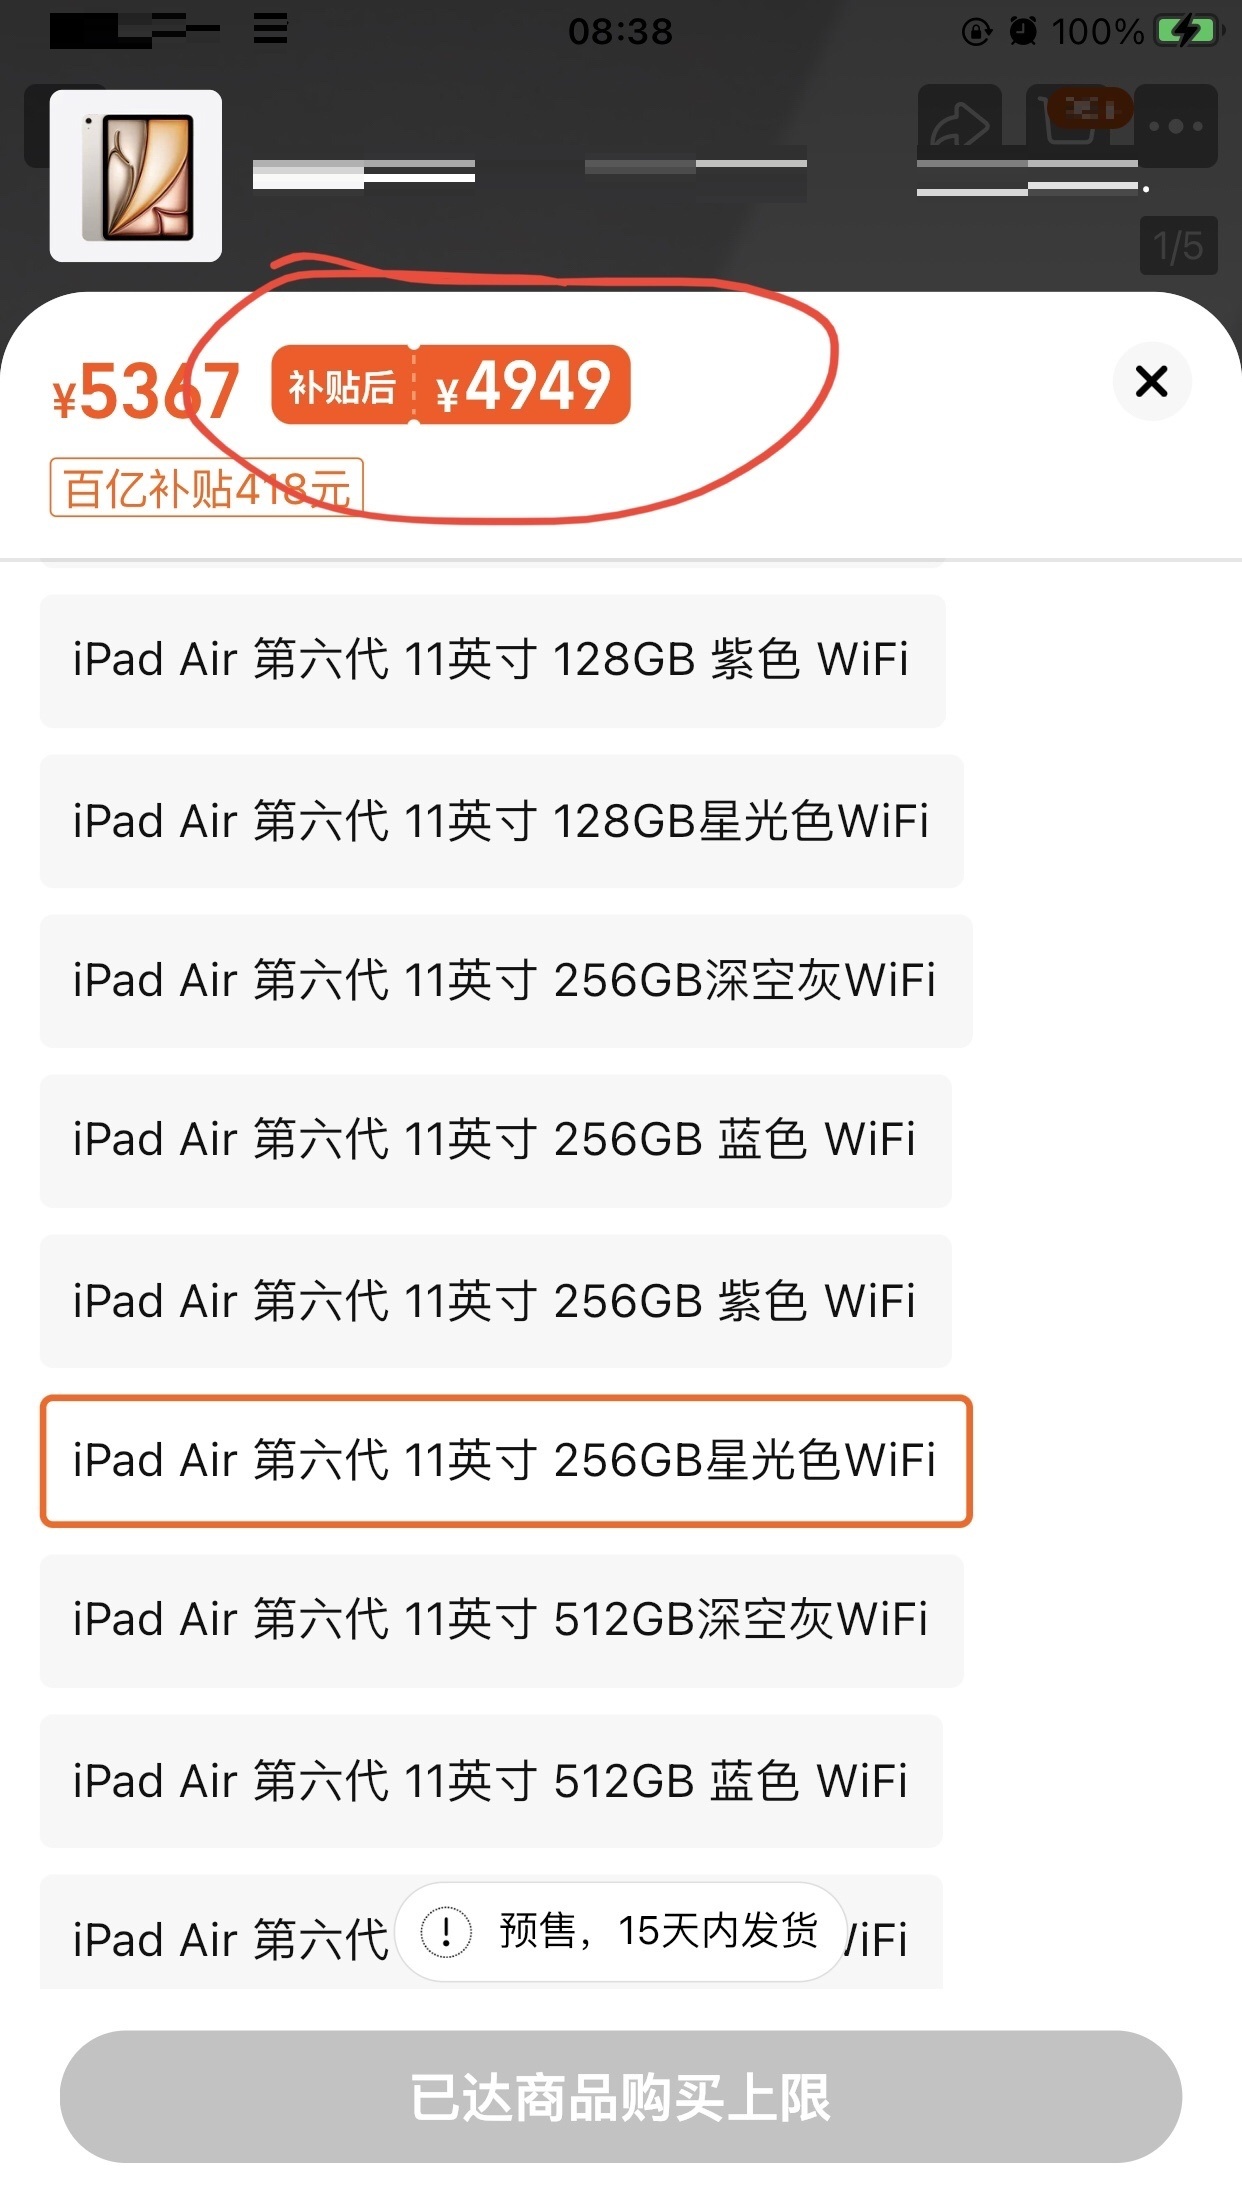 08:38
100%
1/5
¥5367 补贴后 ¥4949
百亿补贴418元
iPad Air 第六代 11英寸 128GB 紫色 WiFi
iPad Air 第六代 11英寸 128GB星光色WiFi
iPad Air 第六代 11英寸 256GB深空灰WiFi
iPad Air 第六代 11英寸 256GB 蓝色 WiFi
iPad Air 第六代 11英寸 256GB 紫色 WiFi
iPad Air 第六代 11英寸 256GB星光色WiFi
iPad Air 第六代 11英寸 512GB深空灰WiFi
iPad Air 第六代 11英寸 512GB 蓝色 WiFi
iPad Air 第六代 WiFi
预售，15天内发货
已达商品购买上限